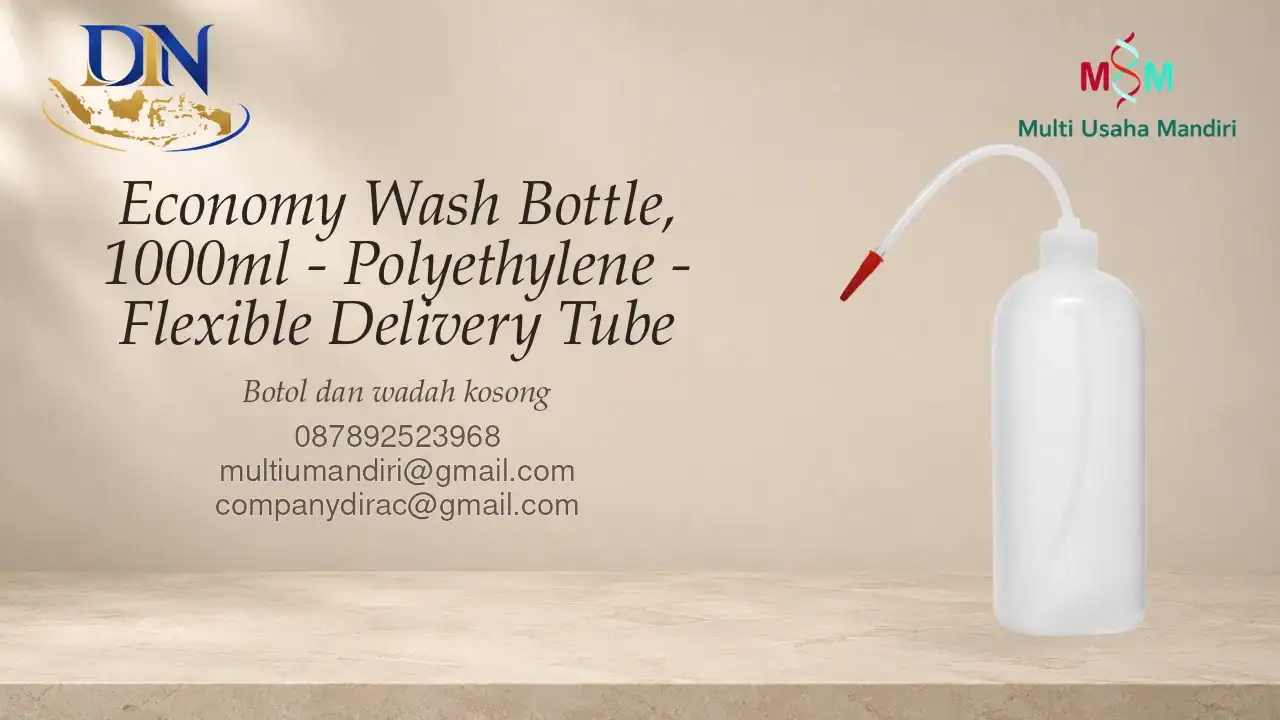 DIN
MSM
Multi Usaha Mandiri
Economy Wash Bottle,
1000ml - Polyethylene -
Flexible Delivery Tube
Botol dan wadah kosong
087892523968
multiumandiri@gmail.com
companydirac@gmail.com